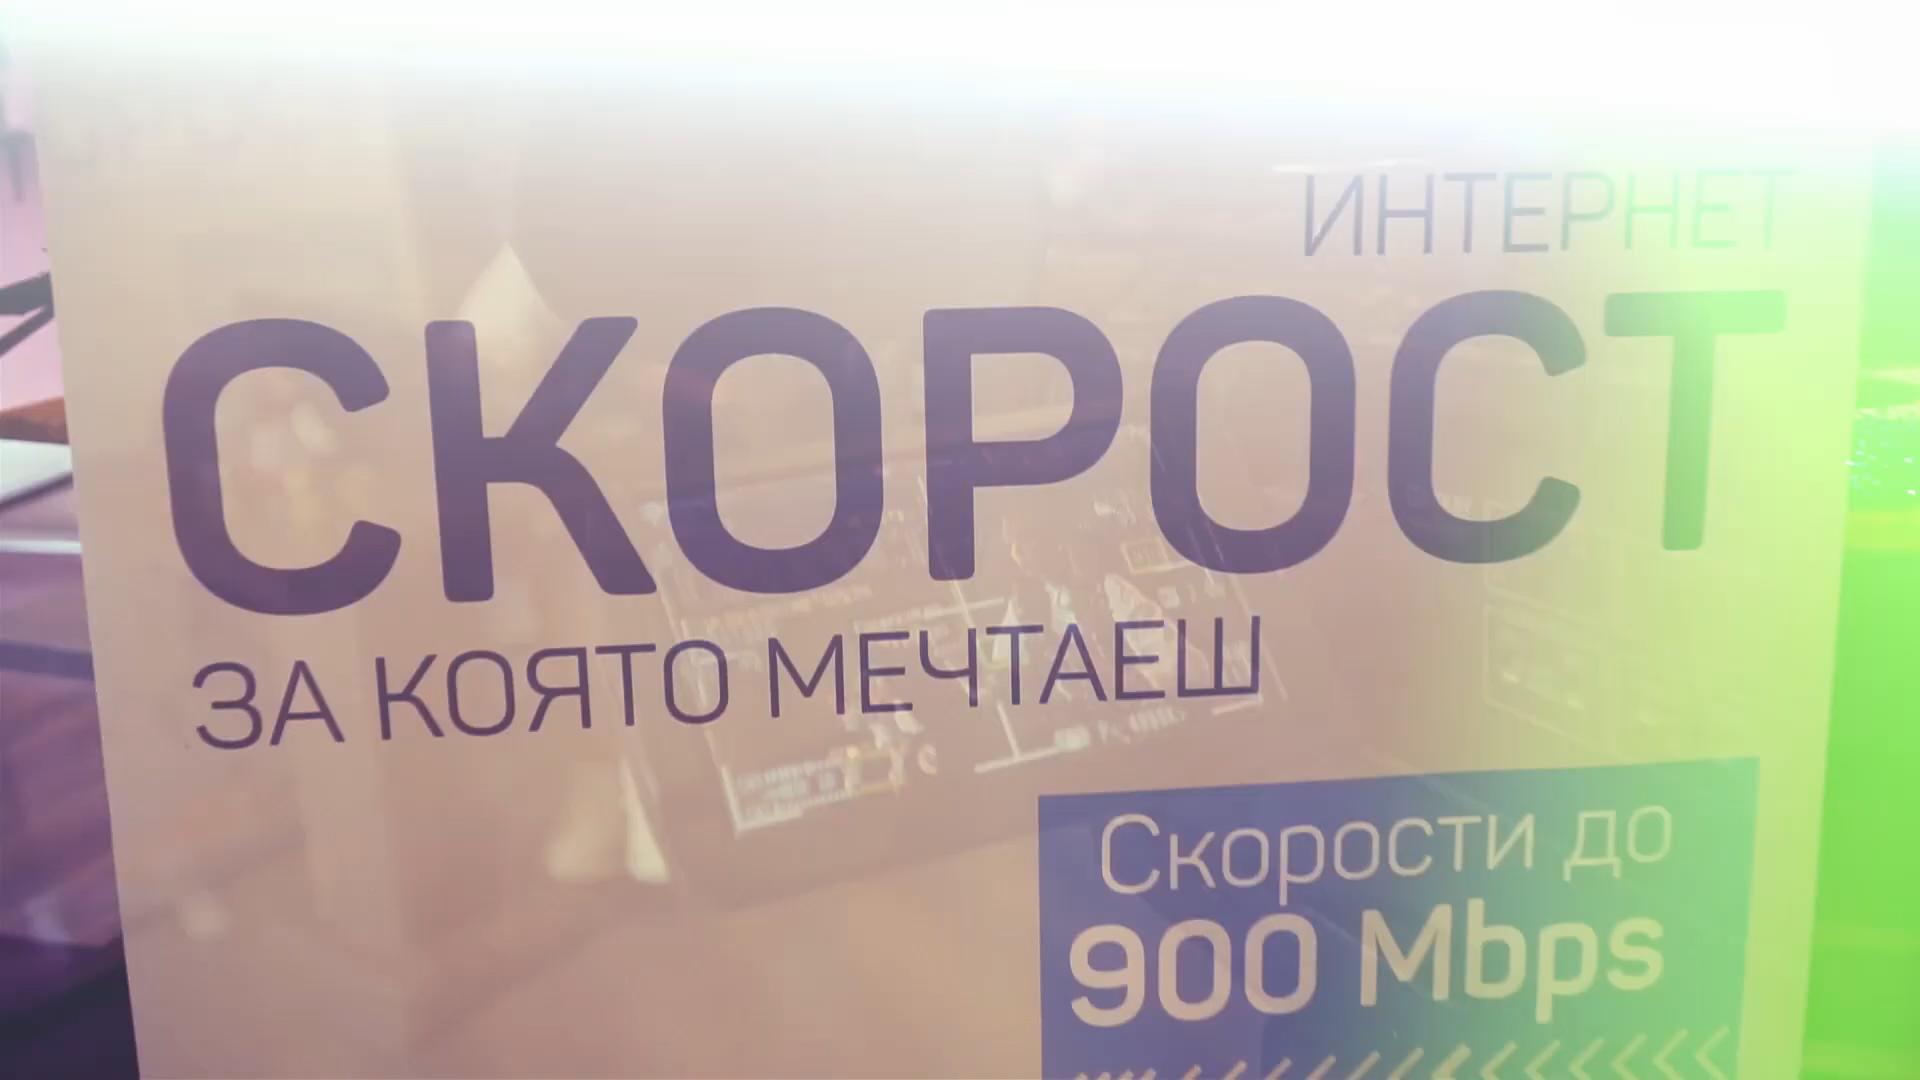 ИНТЕРНЕТ
СКОРОСТ
ЗА КОЯТО МЕЧТАЕШ
Скорости до
900 Mbps